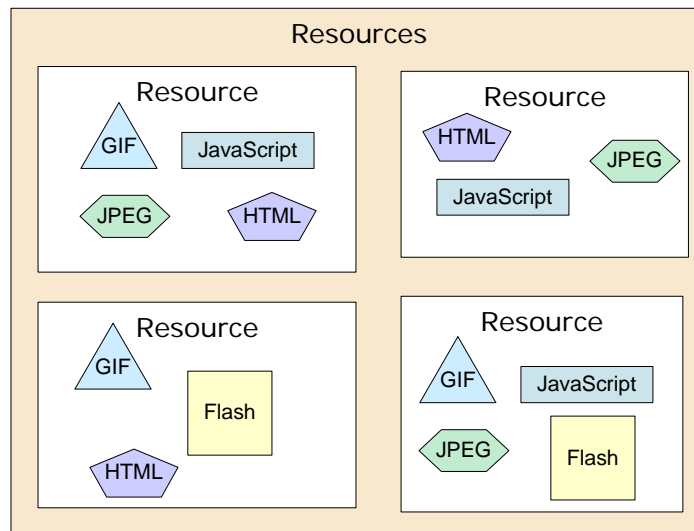 Resources
Resource
GIF
JavaScript
JPEG
HTML
Resource
HTML
JPEG
JavaScript
Resource
GIF
Flash
HTML
Resource
GIF
JavaScript
JPEG
Flash